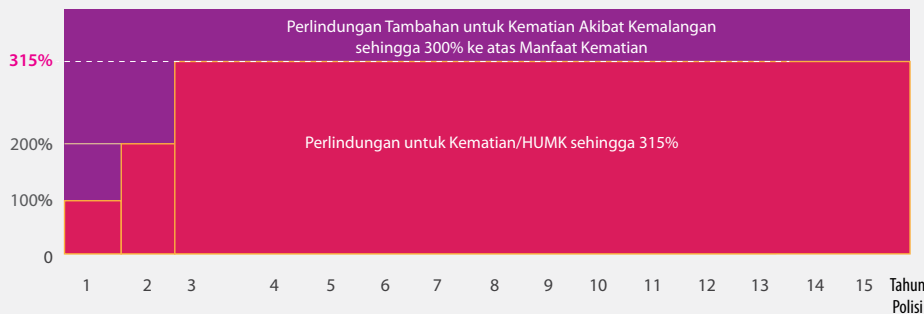 Perlindungan Tambahan untuk Kematian Akibat Kemalangan
sehingga 300% ke atas Manfaat Kematian
315%
200%
Perlindungan untuk Kematian/HUMK sehingga 315%
100%
0
1 2 3 4 5 6 7 8 9 10 11 12 13 14 15 Tahun
Polisi